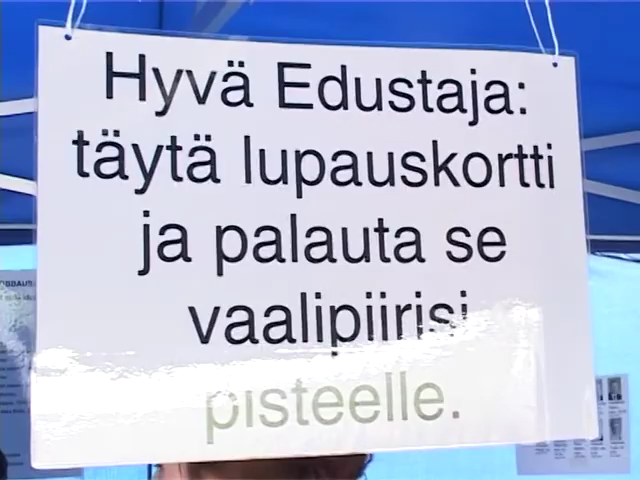 Hyvä Edustaja:
täytä lupauskortti
ja palauta se
vaalipiirisi
pisteelle.